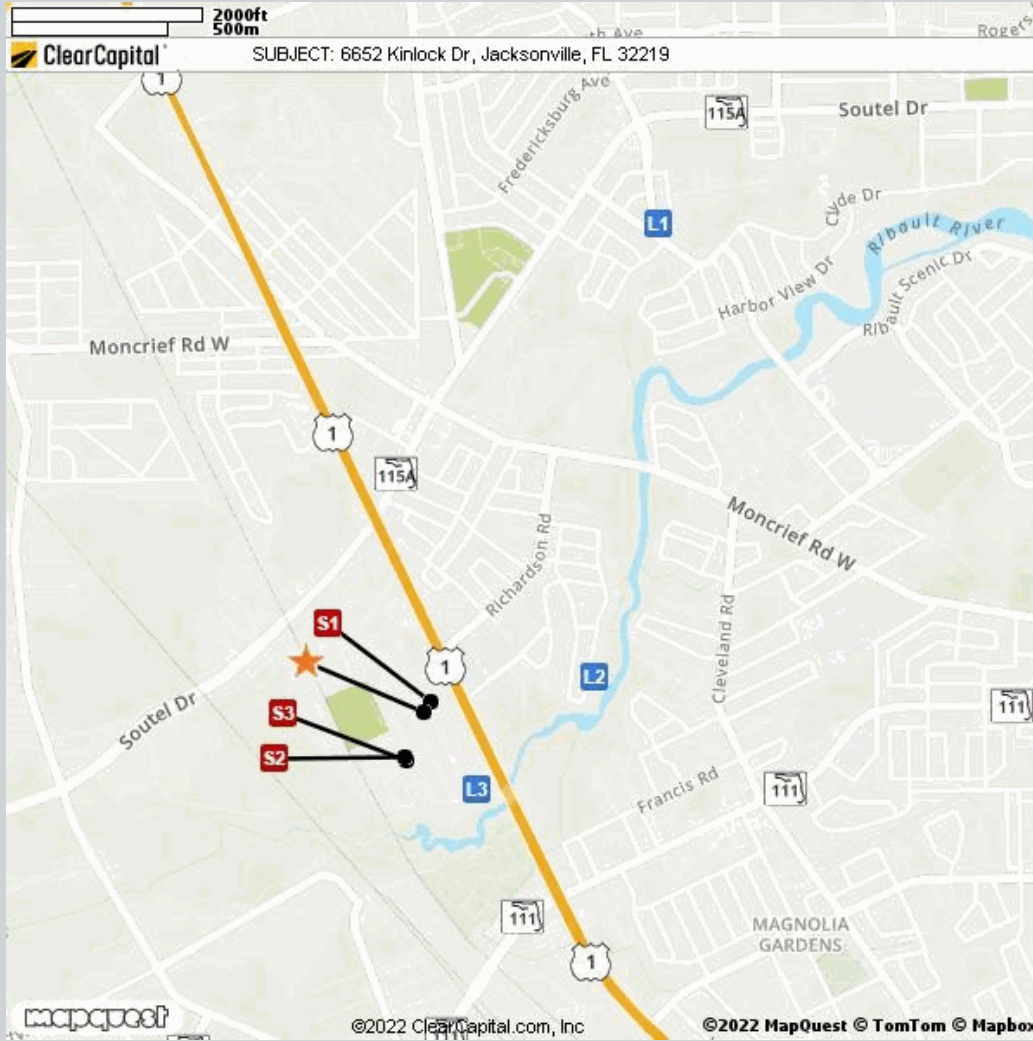 2000ft
500m
ClearCapital
SUBJECT: 6652 Kinlock Dr, Jacksonville, FL 32219
th Ave
Rogers
1
Fredericksburg Ave
115A
Soutel Dr
Clyde Dr
L1
Ribault River
Ribault Scenic Dr
Harbor View Dr
Moncrief Rd W
1
115A
Moncrief Rd W
Richardson Rd
Cleveland Rd
S1
1
L2
Soutel Dr
S3
111
S2
L3
Francis Rd
111
111
MAGNOLIA
GARDENS
1
mapquest
©2022 ClearCapital.com, Inc
111
©2022 MapQuest © TomTom © Mapbox